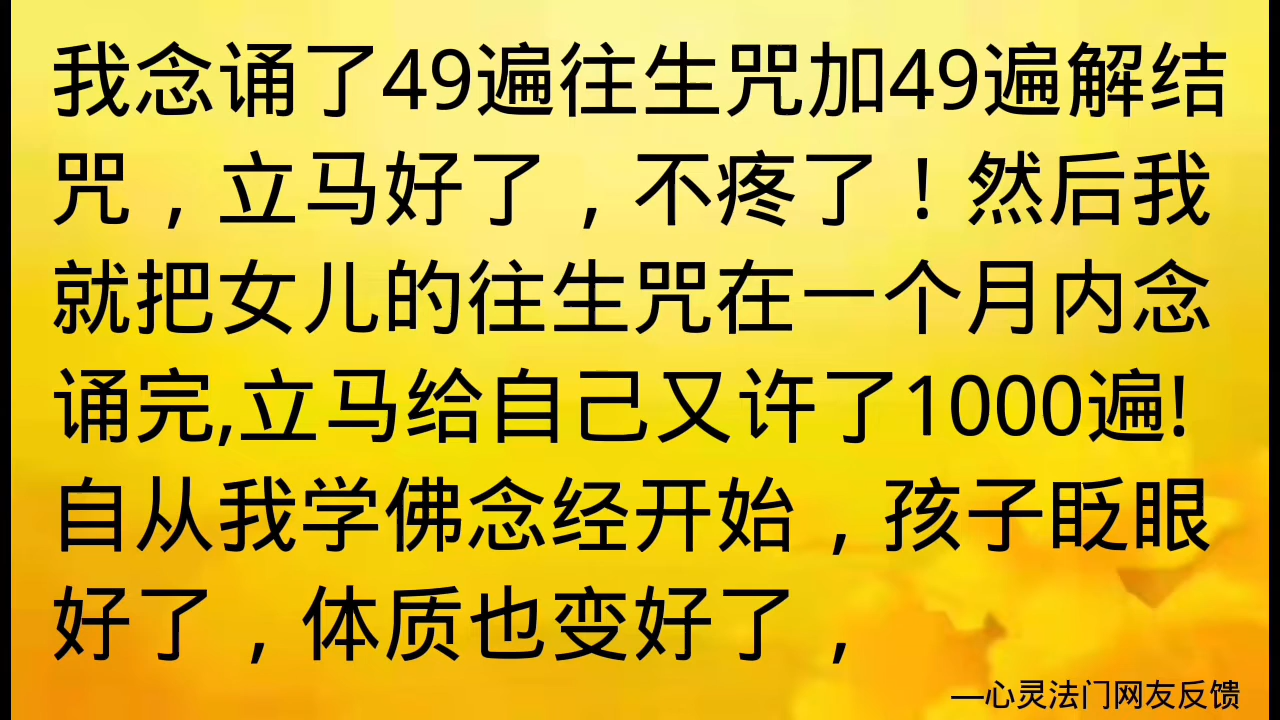 我念诵了49遍往生咒加49遍解结
咒，立马好了，不疼了！然后我
就把女儿的往生咒在一个月内念
诵完,立马给自己又许了1000遍!
自从我学佛念经开始，孩子眨眼
好了，体质也变好了，
—心灵法门网友反馈